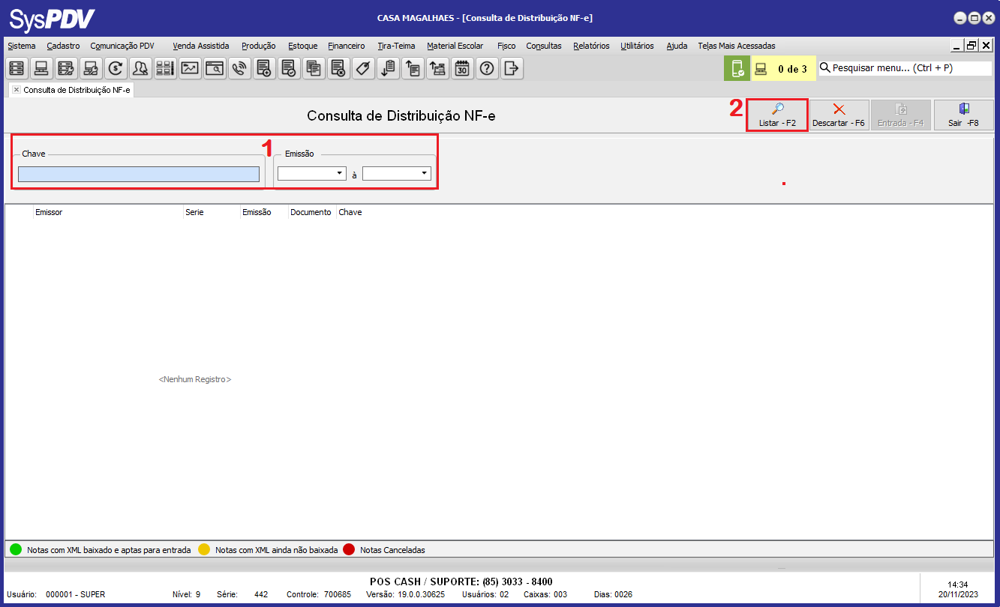 SysPDV
CASA MAGALHAES - [Consulta de Distribuição NF-e]
Sistema Cadastro Comunicação PDV Venda Assistida Produção Estoque Financeiro Tira-Teima Material Escolar Fisco Consultas Relatórios Utilitários Ajuda Telas Mais Acessadas
30 0 de 3 Pesquisar menu... (Ctrl + P)
Consulta de Distribuição NF-e
Consulta de Distribuição NF-e
2
Listar - F2 Descartar - F6 Entrada - F4 Sair -F8
1
Chave Emissão
à
Emissor Serie Emissão Documento Chave
<Nenhum Registro>
Notas com XML baixado e aptas para entrada Notas com XML ainda não baixada Notas Canceladas
POS CASH / SUPORTE: (85) 3033 - 8400
Usuário: 000001 - SUPER Nível: 9 Série: 442 Controle: 700685 Versão: 19.0.0.30625 Usuários: 02 Caixas: 003 Dias: 0026
14:34
20/11/2023